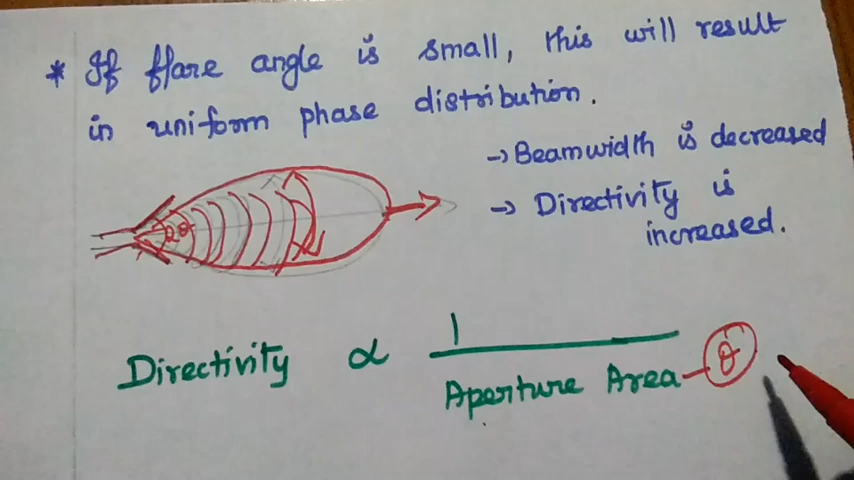 * If flare angle is small, this will result
in uniform phase distribution.
→ Beamwidth is decreased
→ Directivity is
increased.
2θ
Directivity ∝ 1
Aperture Area - θ